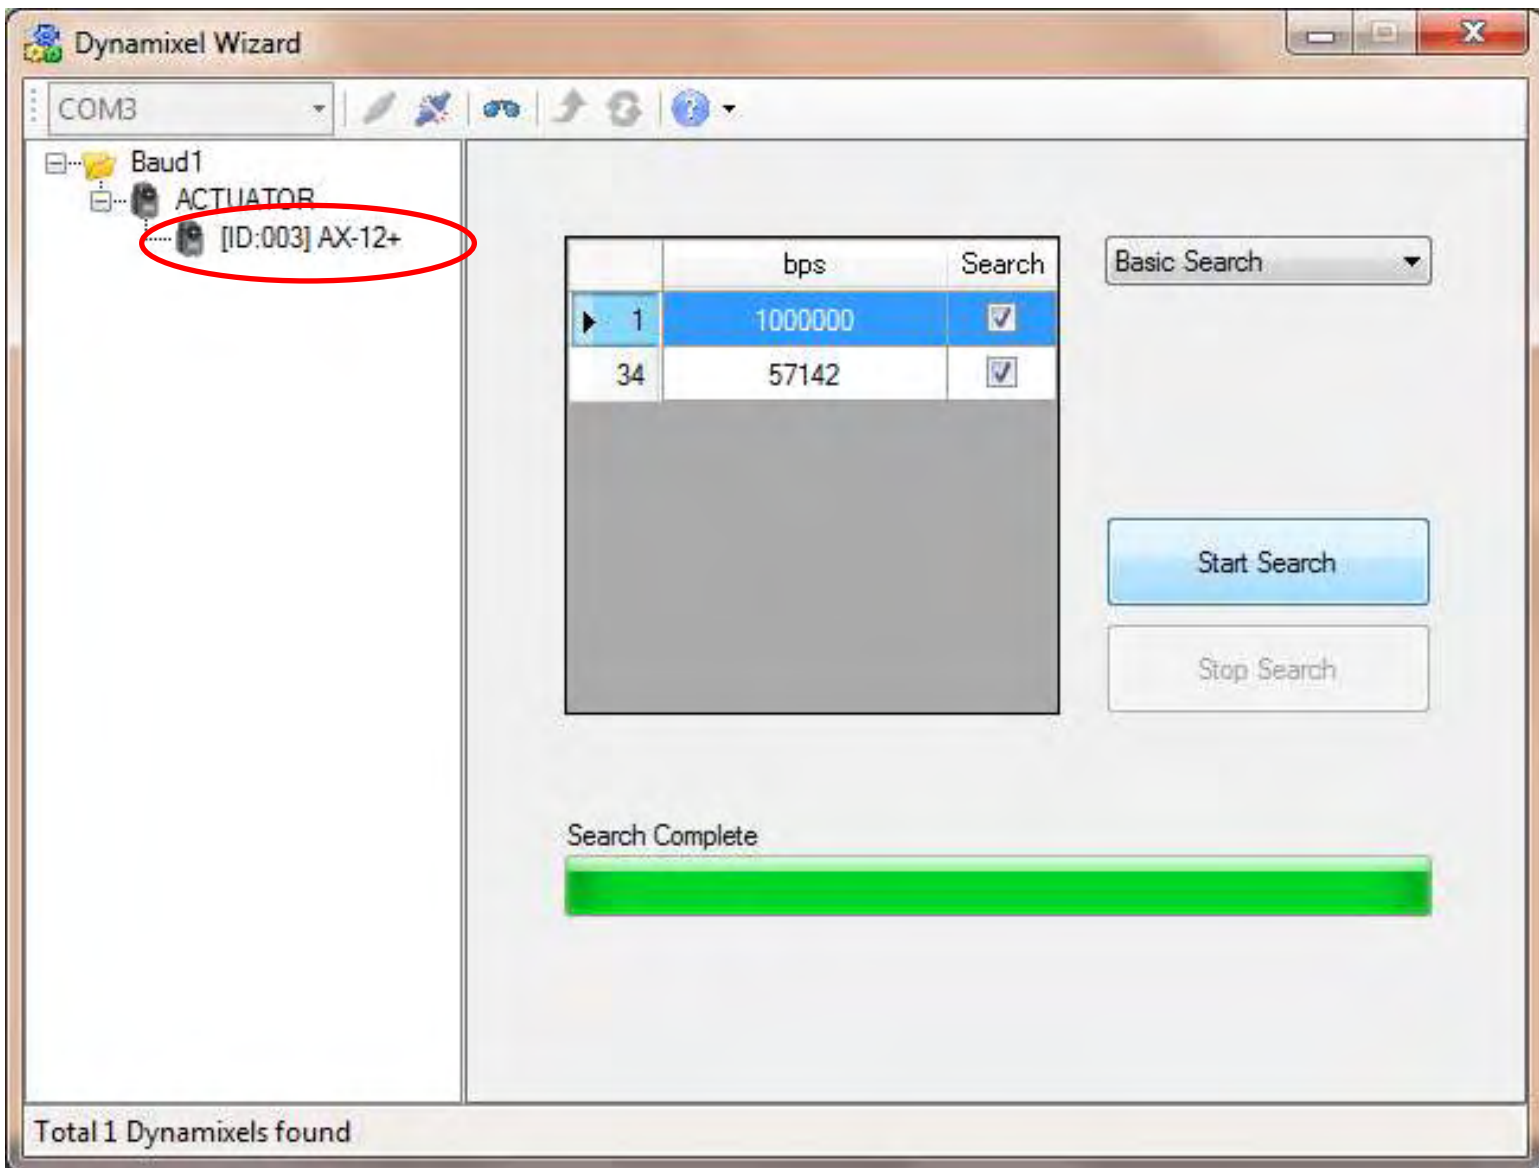 Dynamixel Wizard
COM3
Baud1
ACTUATOR
[ID:003] AX-12+
bps Search
1 1000000
34 57142
Basic Search
Start Search
Stop Search
Search Complete
Total 1 Dynamixels found